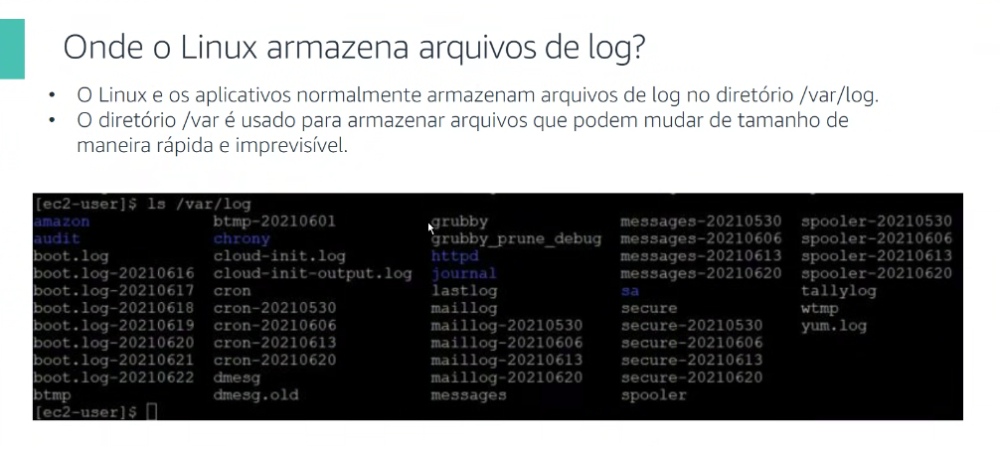 Onde o Linux armazena arquivos de log?
• O Linux e os aplicativos normalmente armazenam arquivos de log no diretório /var/log.
• O diretório /var é usado para armazenar arquivos que podem mudar de tamanho de
maneira rápida e imprevisível.
[ec2-user]$ ls /var/log
amazon btmp-20210601 grubby messages-20210530 spooler-20210530
audit chrony grubby_prune_debug messages-20210606 spooler-20210606
boot.log cloud-init.log httpd messages-20210613 spooler-20210613
boot.log-20210616 cloud-init-output.log journal messages-20210620 spooler-20210620
boot.log-20210617 cron lastlog sa tallylog
boot.log-20210618 cron-20210530 maillog secure wtmp
boot.log-20210619 cron-20210606 maillog-20210530 secure-20210530 yum.log
boot.log-20210620 cron-20210613 maillog-20210606 secure-20210606
boot.log-20210621 cron-20210620 maillog-20210613 secure-20210613
boot.log-20210622 dmesg maillog-20210620 secure-20210620
btmp dmesg.old messages spooler
[ec2-user]$